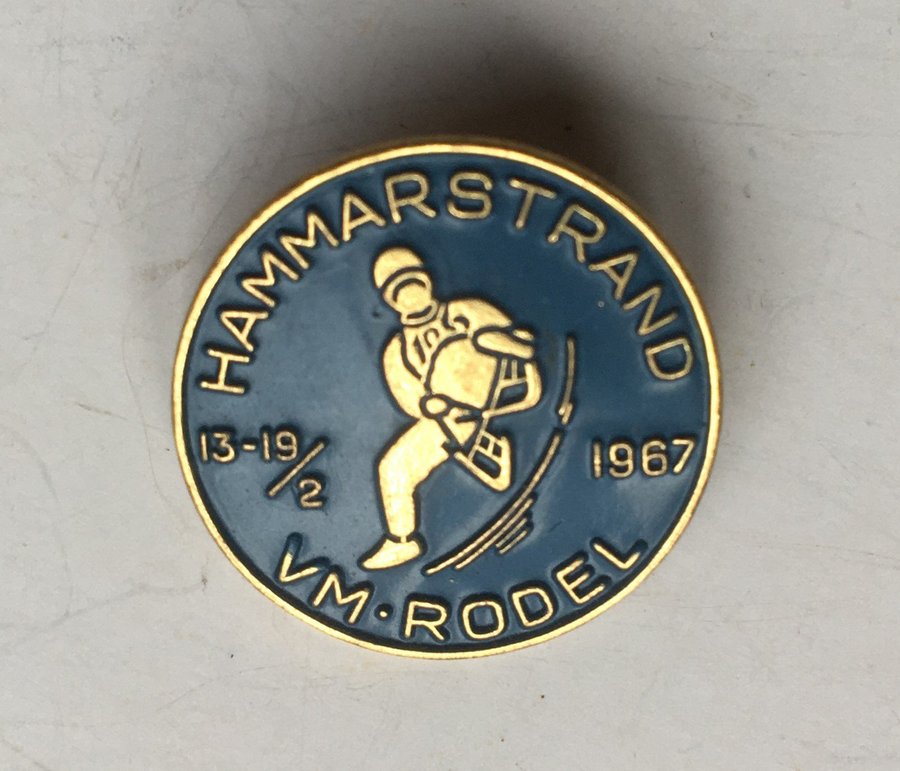 HAMMARSTRAND
13-19/2
1967
VM·RODEL